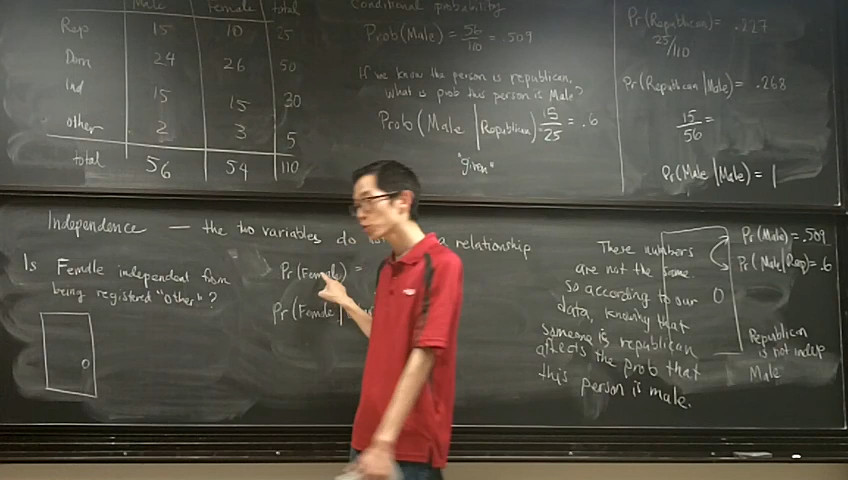 Male Female total
Rep 15 10 25
Dem 24 26 50
Ind 15 15 30
other 2 3 5
total 56 54 110
Conditional probability
Prob(Male) = 56/110 = .509
If we know the person is republican,
what is prob this person is Male?
Prob(Male | Republican) 15/25 = .6
"given"
Pr(Republican) = .227
25/110
Pr(Republican | Male) = .268
15/56 =
Pr(Male | Male) = 1
Independence — the two variables do a relationship
Is Female independent from
being registered "Other"?
Pr(Female) =
Pr(Female |
These numbers
are not the same
so according to our
data, knowing that
someone is republican
affects the prob that
this person is male.
Pr(Male) = .509
Pr(Male | Rep) = .6
Republican
is not indep
Male